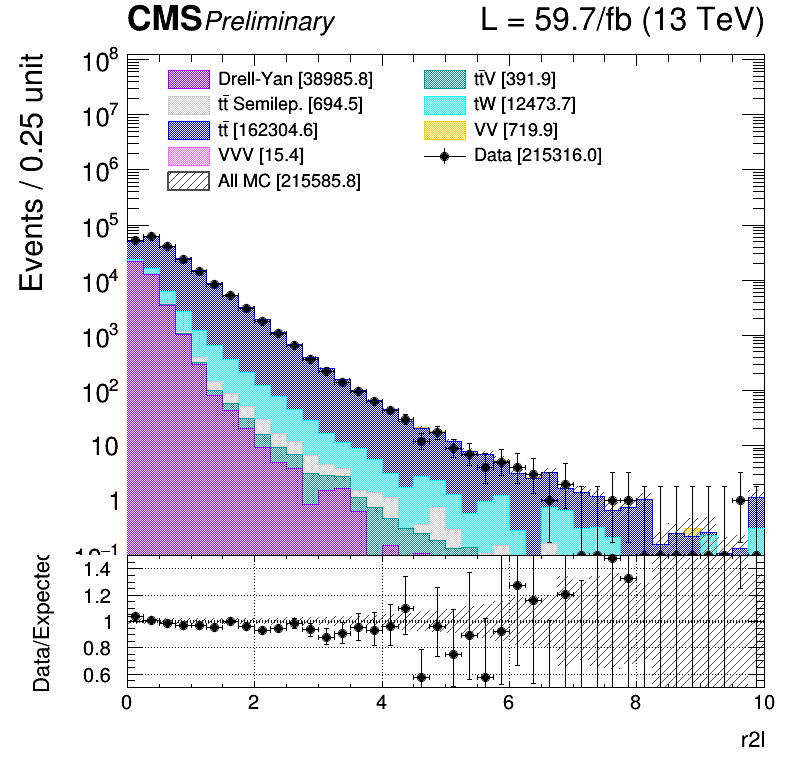 CMS Preliminary L = 59.7/fb (13 TeV)
Events / 0.25 unit
10⁸
10⁷
10⁶
10⁵
10⁴
10³
10²
10
1
10⁻¹
Drell-Yan [38985.8]
tt̄ Semilep. [694.5]
tt̄ [162304.6]
VVV [15.4]
All MC [215585.8]
tt̄V [391.9]
tW [12473.7]
VV [719.9]
Data [215316.0]
Data/Expected
1.4
1.2
1
0.8
0.6
0 2 4 6 8 10
r2l